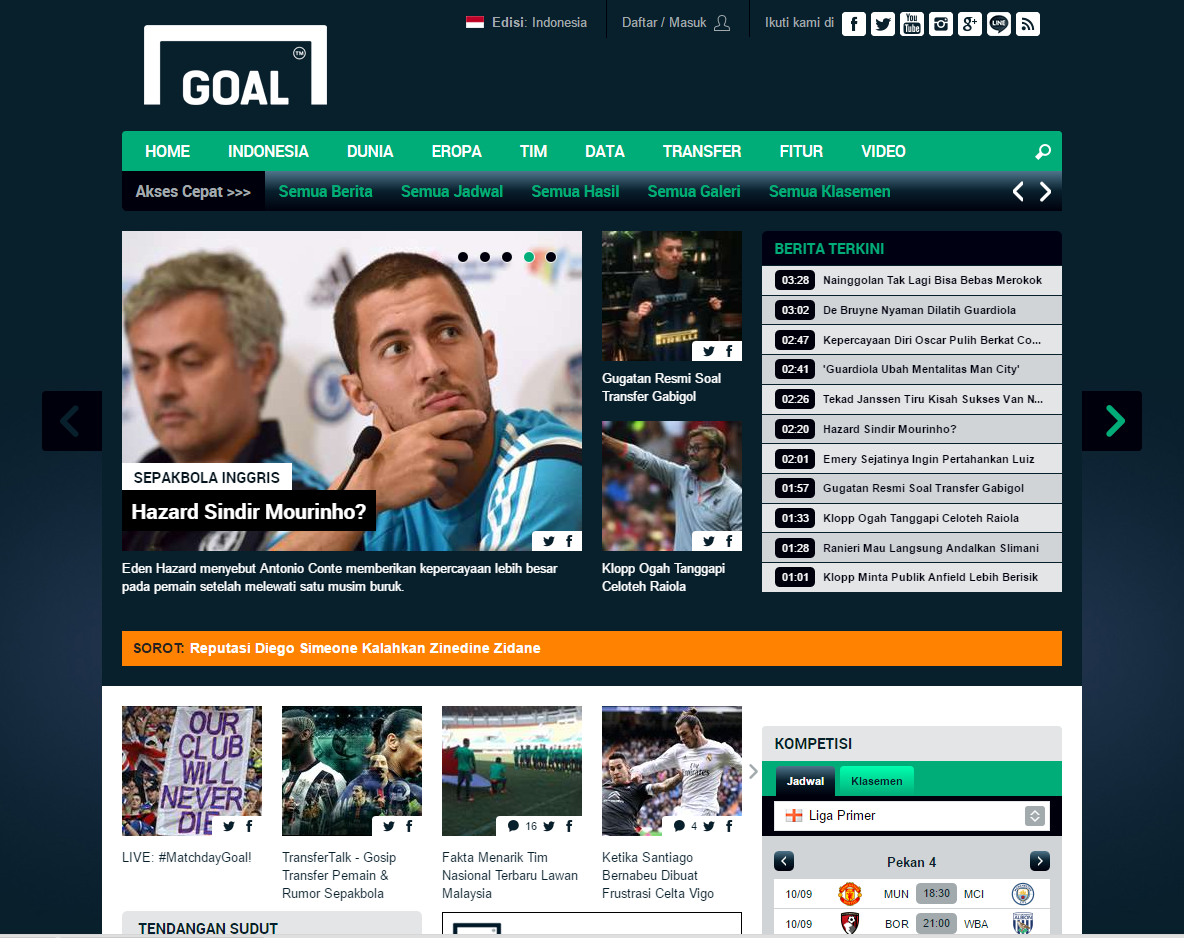 Edisi: Indonesia
Daftar / Masuk
Ikuti kami di
You Tube
LINE
GOAL TM
HOME INDONESIA DUNIA EROPA TIM DATA TRANSFER FITUR VIDEO
Akses Cepat >>> Semua Berita Semua Jadwal Semua Hasil Semua Galeri Semua Klasemen
SEPAKBOLA INGGRIS
Hazard Sindir Mourinho?
Eden Hazard menyebut Antonio Conte memberikan kepercayaan lebih besar
pada pemain setelah melewati satu musim buruk.
PIRELLI
Gugatan Resmi Soal
Transfer Gabigol
Klopp Ogah Tanggapi
Celoteh Raiola
BERITA TERKINI
03:28 Nainggolan Tak Lagi Bisa Bebas Merokok
03:02 De Bruyne Nyaman Dilatih Guardiola
02:47 Kepercayaan Diri Oscar Pulih Berkat Co...
02:41 'Guardiola Ubah Mentalitas Man City'
02:26 Tekad Janssen Tiru Kisah Sukses Van N...
02:20 Hazard Sindir Mourinho?
02:01 Emery Sejatinya Ingin Pertahankan Luiz
01:57 Gugatan Resmi Soal Transfer Gabigol
01:33 Klopp Ogah Tanggapi Celoteh Raiola
01:28 Ranieri Mau Langsung Andalkan Slimani
01:01 Klopp Minta Publik Anfield Lebih Berisik
SOROT: Reputasi Diego Simeone Kalahkan Zinedine Zidane
OUR
CLUB
WILL
NEVER
DIE
LIVE: #MatchdayGoal!
TransferTalk - Gosip
Transfer Pemain &
Rumor Sepakbola
16
Fakta Menarik Tim
Nasional Terbaru Lawan
Malaysia
4
Ketika Santiago
Bernabeu Dibuat
Frustrasi Celta Vigo
KOMPETISI
Jadwal Klasemen
Liga Primer
Pekan 4
10/09 MUN 18:30 MCI
10/09 BOR 21:00 WBA
TENDANGAN SUDUT